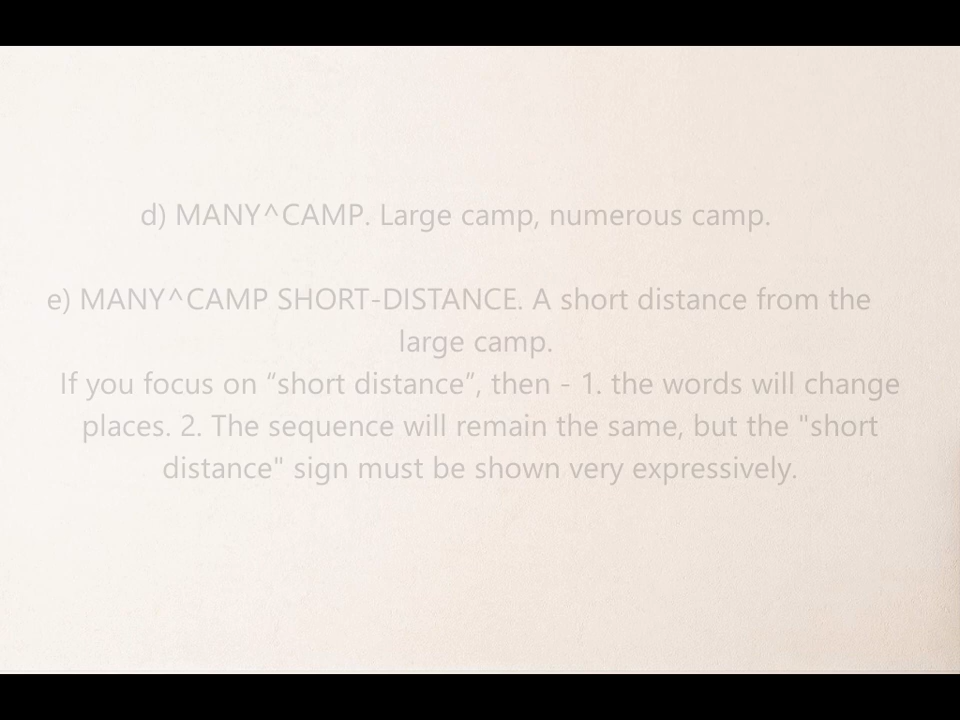 d) MANY^CAMP. Large camp, numerous camp.
e) MANY^CAMP SHORT-DISTANCE. A short distance from the
large camp.
If you focus on “short distance”, then - 1. the words will change
places. 2. The sequence will remain the same, but the "short
distance" sign must be shown very expressively.